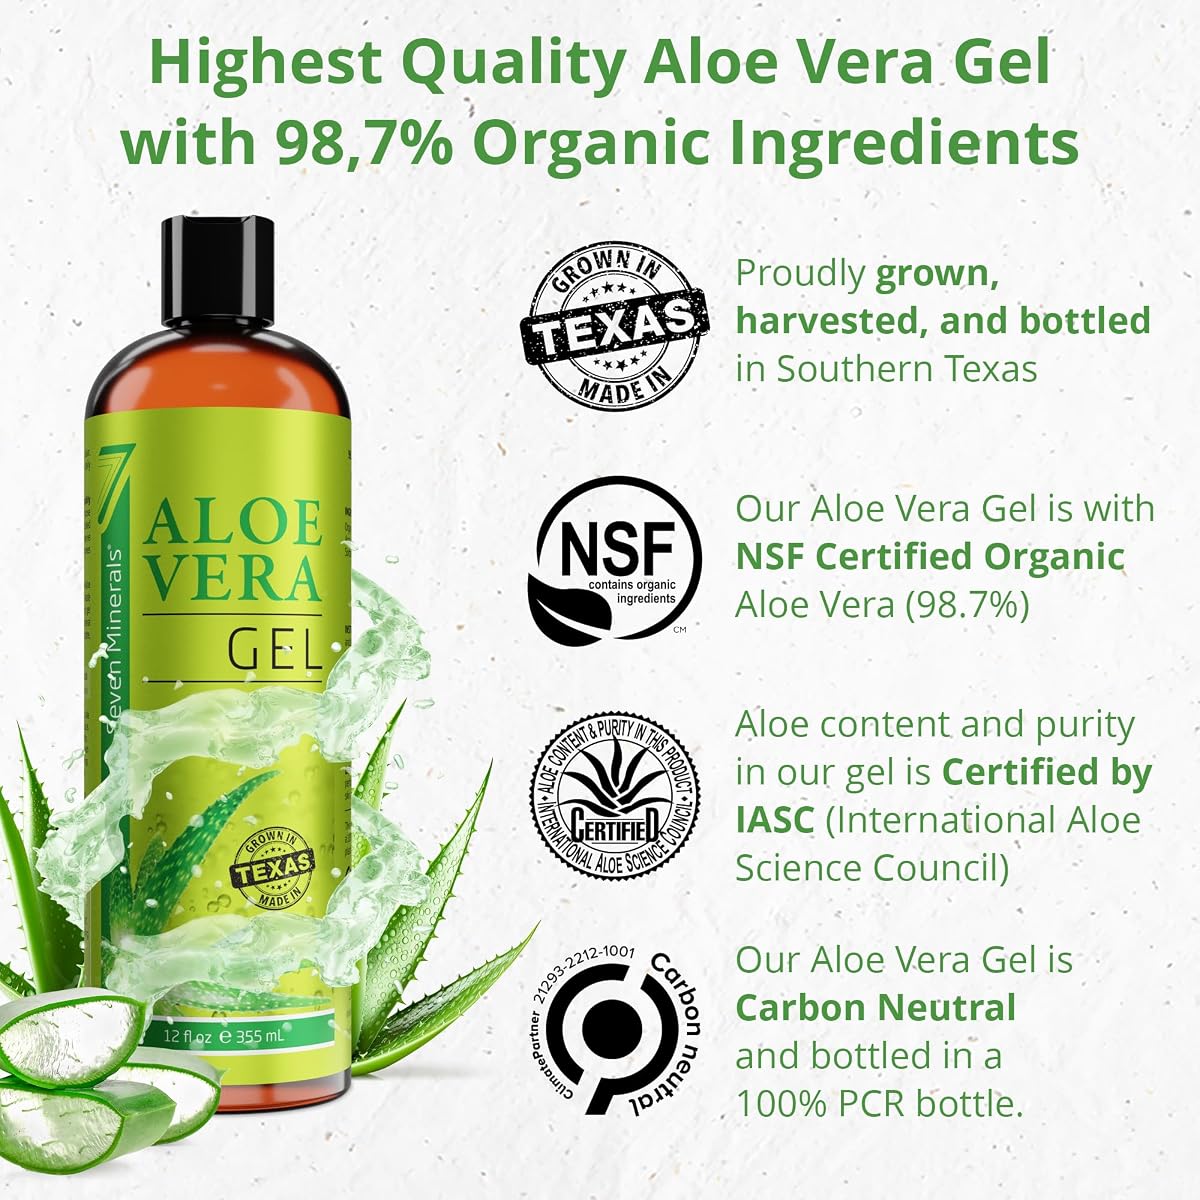 Highest Quality Aloe Vera Gel
with 98,7% Organic Ingredients
7
Seven Minerals®
ALOE
VERA
GEL
GROWN IN
TEXAS
MADE IN
12 fl oz ℮ 355 mL
GROWN IN
TEXAS
MADE IN
Proudly grown,
harvested, and bottled
in Southern Texas
NSF
contains organic
ingredients
CM
Our Aloe Vera Gel is with
NSF Certified Organic
Aloe Vera (98.7%)
ALOE CONTENT & PURITY IN THIS PRODUCT
CERTIFIED
INTERNATIONAL ALOE SCIENCE COUNCIL
Aloe content and purity
in our gel is Certified by
IASC (International Aloe
Science Council)
climatePartner 21293-2212-1001
Carbon neutral
Our Aloe Vera Gel is
Carbon Neutral
and bottled in a
100% PCR bottle.